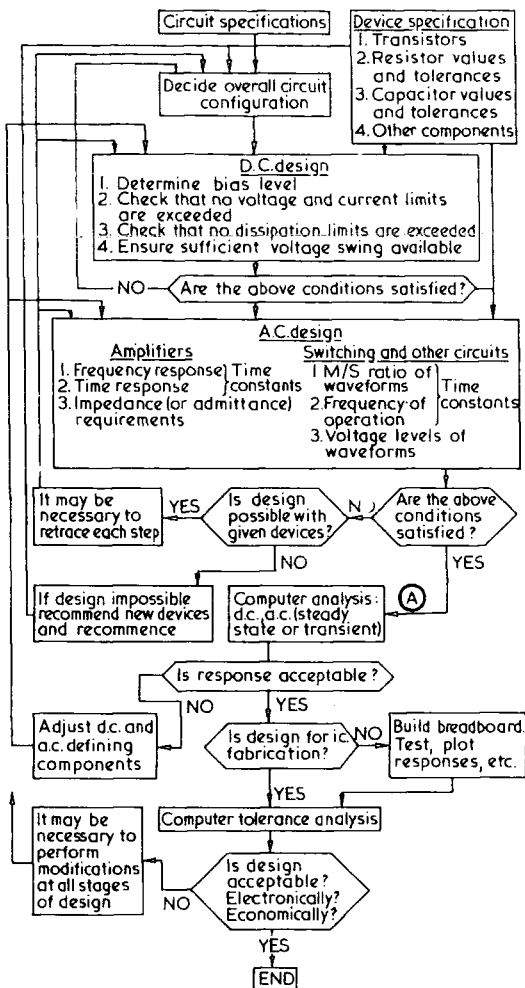 Circuit specifications
Device specification
1. Transistors
2. Resistor values
and tolerances
3. Capacitor values
and tolerances
4. Other components
Decide overall circuit
configuration
D.C.design
1. Determine bias level
2. Check that no voltage and current limits
are exceeded
3. Check that no dissipation limits are exceeded
4. Ensure sufficient voltage swing available
NO
Are the above conditions satisfied?
A.C.design
Amplifiers
1. Frequency response
2. Time response
Time
constants
3. Impedance (or admittance)
requirements
Switching and other circuits
1 M/S ratio of
waveforms
2. Frequency of
operation
Time
constants
3. Voltage levels of
waveforms
It may be
necessary to
retrace each step
YES
Is design
possible with
given devices?
N
Are the above
conditions
satisfied?
NO
YES
If design impossible
recommend new devices
and recommence
Computer analysis:
d.c., a.c. (steady
state or transient)
A
Is response acceptable?
NO
YES
Adjust d.c. and
a.c. defining
components
Is design for i.c.
fabrication?
NO
Build breadboard.
Test, plot
responses, etc.
YES
Computer tolerance analysis
It may be
necessary to
perform
modifications
at all stages
of design
NO
Is design
acceptable?
Electronically?
Economically?
YES
END